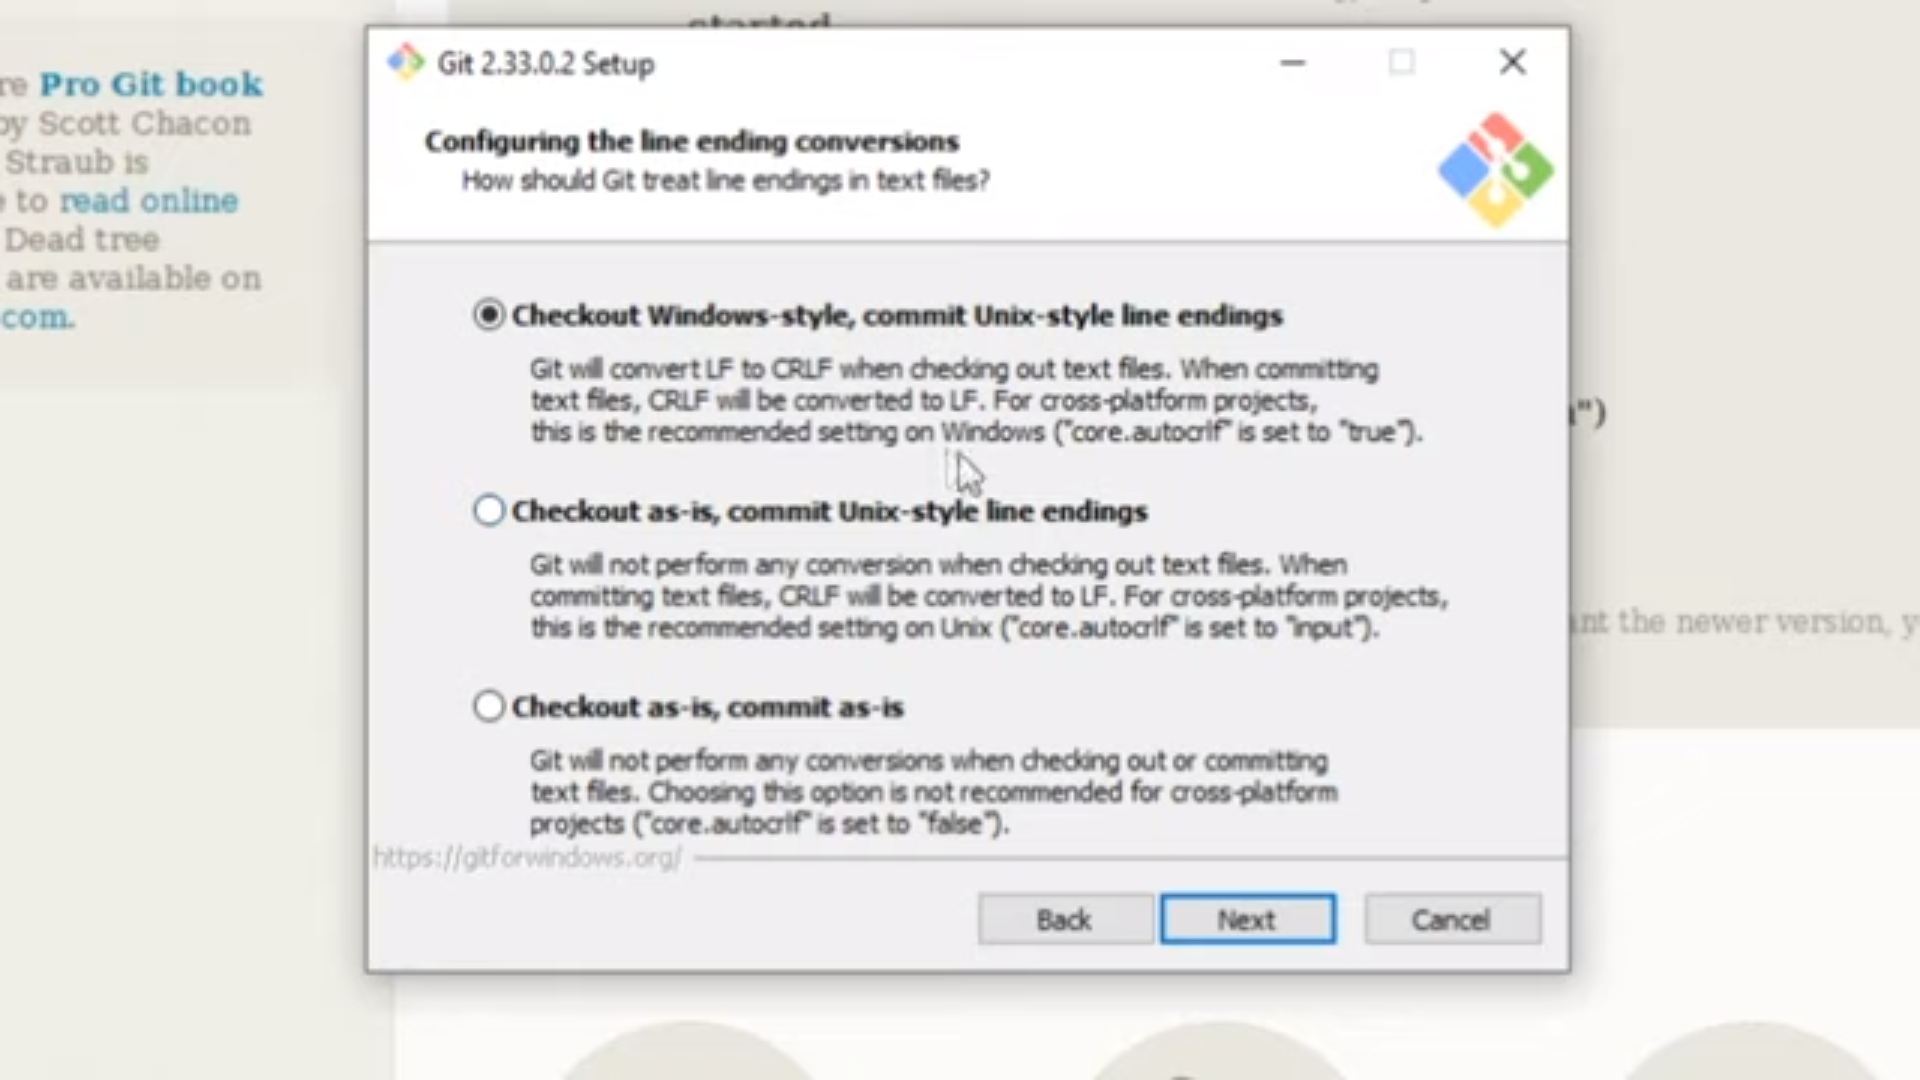 started
re Pro Git book
by Scott Chacon
Straub is
e to read online
Dead tree
are available on
com.
Git 2.33.0.2 Setup
Configuring the line ending conversions
How should Git treat line endings in text files?
Checkout Windows-style, commit Unix-style line endings
Git will convert LF to CRLF when checking out text files. When committing
text files, CRLF will be converted to LF. For cross-platform projects,
this is the recommended setting on Windows ("core.autocrlf" is set to "true").
Checkout as-is, commit Unix-style line endings
Git will not perform any conversion when checking out text files. When
committing text files, CRLF will be converted to LF. For cross-platform projects,
this is the recommended setting on Unix ("core.autocrlf" is set to "input").
Checkout as-is, commit as-is
Git will not perform any conversions when checking out or committing
text files. Choosing this option is not recommended for cross-platform
projects ("core.autocrlf" is set to "false").
https://gitforwindows.org/
Back Next Cancel
")
ant the newer version, y